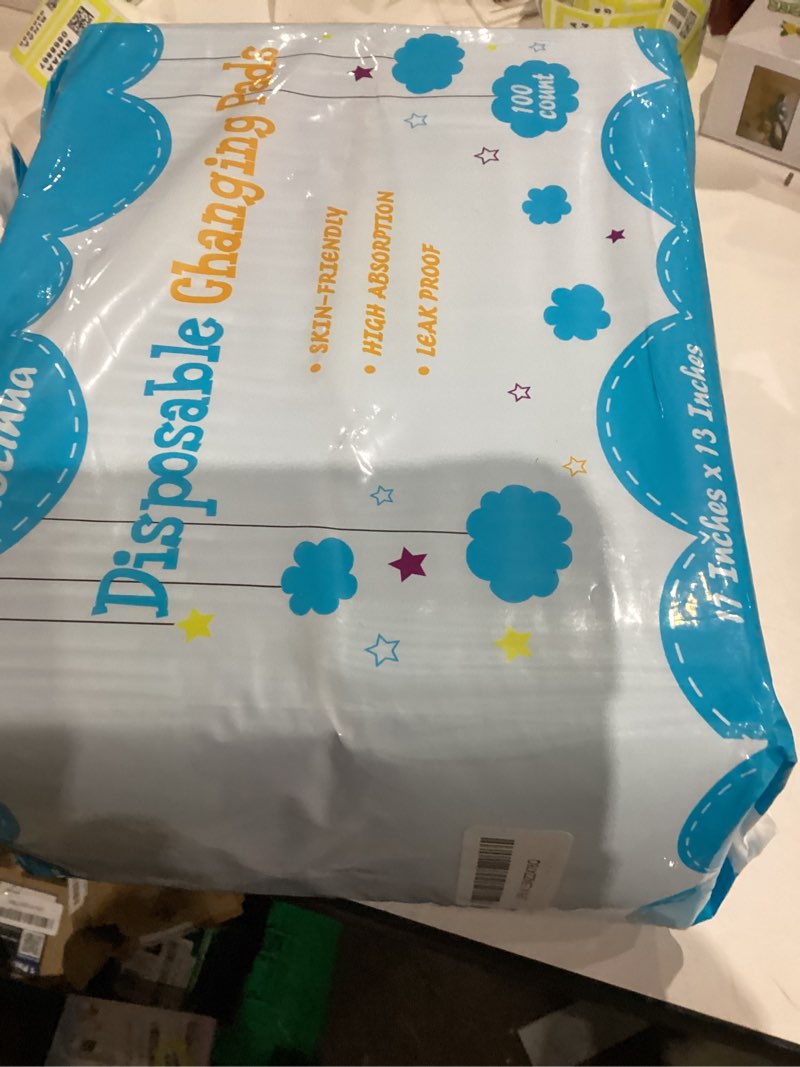 Disposable Changing Pads
• SKIN-FRIENDLY
• HIGH ABSORPTION
• LEAK PROOF
100
count
17 Inches x 13 Inches